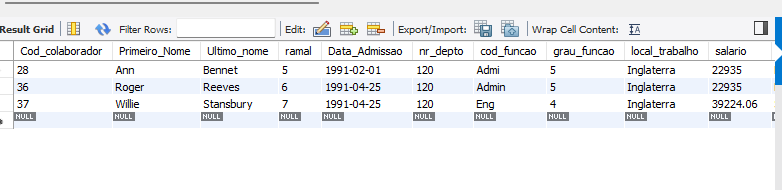 Result Grid Filter Rows: Edit: Export/Import: Wrap Cell Content: IA
Cod_colaborador Primeiro_Nome Ultimo_nome ramal Data_Admissao nr_depto cod_funcao grau_funcao local_trabalho salario
28 Ann Bennet 5 1991-02-01 120 Admi 5 Inglaterra 22935
36 Roger Reeves 6 1991-04-25 120 Admin 5 Inglaterra 22935
37 Willie Stansbury 7 1991-04-25 120 Eng 4 Inglaterra 39224.06
NULL NULL NULL NULL NULL NULL NULL NULL NULL NULL